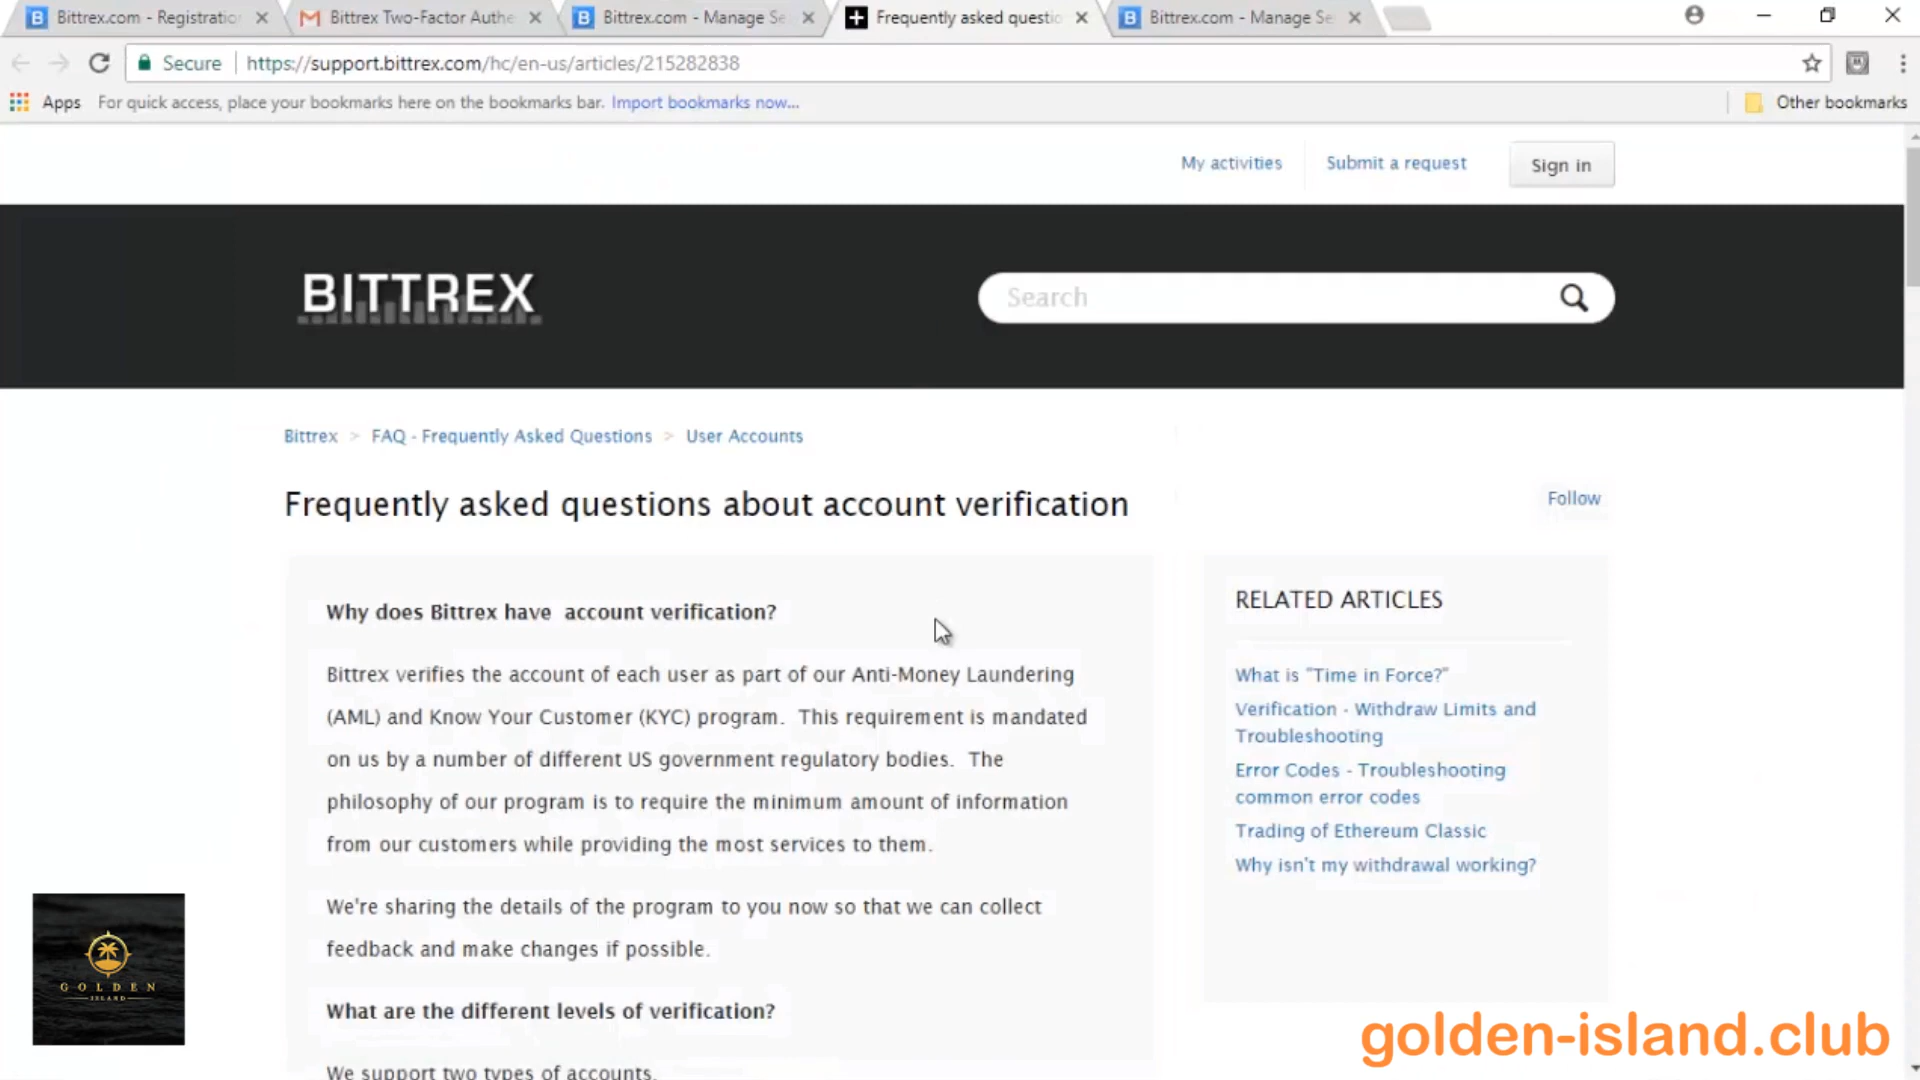 Bittrex.com - Registratio
Bittrex Two-Factor Authe
Bittrex.com - Manage Se
Frequently asked questio
Bittrex.com - Manage Se
Secure
https://support.bittrex.com/hc/en-us/articles/215282838
Apps
For quick access, place your bookmarks here on the bookmarks bar. Import bookmarks now...
Other bookmarks
My activities
Submit a request
Sign in
BITTREX
Search
Bittrex > FAQ - Frequently Asked Questions > User Accounts
Frequently asked questions about account verification
Follow
Why does Bittrex have  account verification?
Bittrex verifies the account of each user as part of our Anti-Money Laundering
(AML) and Know Your Customer (KYC) program.  This requirement is mandated
on us by a number of different US government regulatory bodies.  The
philosophy of our program is to require the minimum amount of information
from our customers while providing the most services to them.
We're sharing the details of the program to you now so that we can collect
feedback and make changes if possible.
What are the different levels of verification?
We support two types of accounts.
RELATED ARTICLES
What is "Time in Force?"
Verification - Withdraw Limits and
Troubleshooting
Error Codes - Troubleshooting
common error codes
Trading of Ethereum Classic
Why isn't my withdrawal working?
GOLDEN
ISLAND
golden-island.club